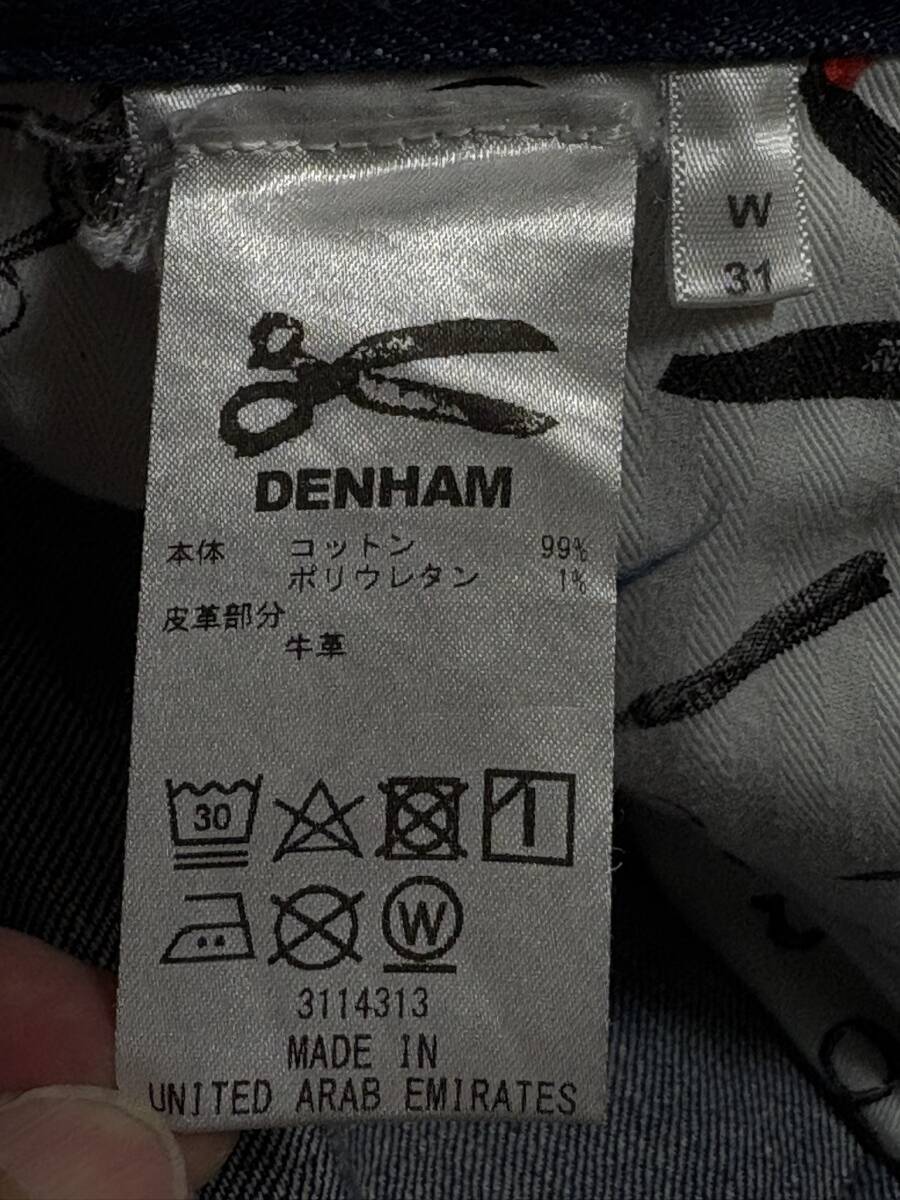 W
31
DENHAM
本体 コットン 99%
ポリウレタン 1%
皮革部分
牛革
30
W
3114313
MADE IN
UNITED ARAB EMIRATES